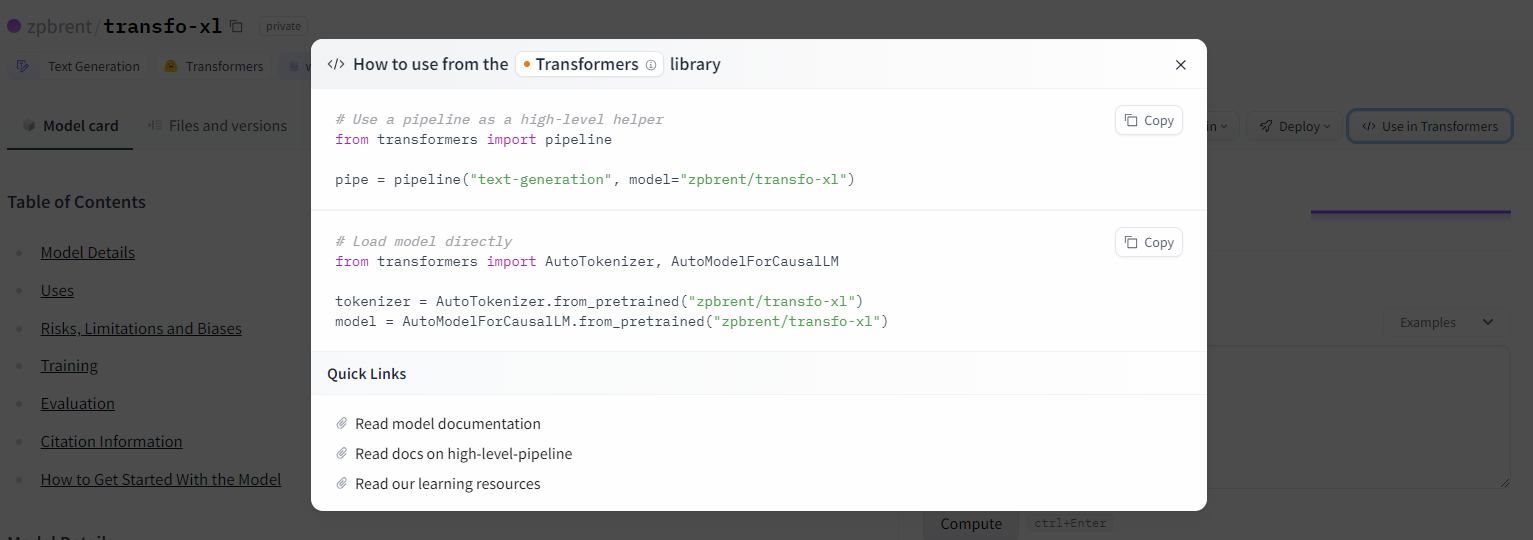 zpbrent/transfo-xl private
Text Generation Transformers
</> How to use from the Transformers library
Model card Files and versions
in Deploy </> Use in Transformers
# Use a pipeline as a high-level helper
Copy
from transformers import pipeline
pipe = pipeline("text-generation", model="zpbrent/transfo-xl")
# Load model directly
Copy
from transformers import AutoTokenizer, AutoModelForCausalLM
tokenizer = AutoTokenizer.from_pretrained("zpbrent/transfo-xl")
model = AutoModelForCausalLM.from_pretrained("zpbrent/transfo-xl")
Quick Links
Read model documentation
Read docs on high-level-pipeline
Read our learning resources
Table of Contents
Model Details
Uses
Risks, Limitations and Biases
Training
Evaluation
Citation Information
How to Get Started With the Model
Examples
Compute ctrl+Enter